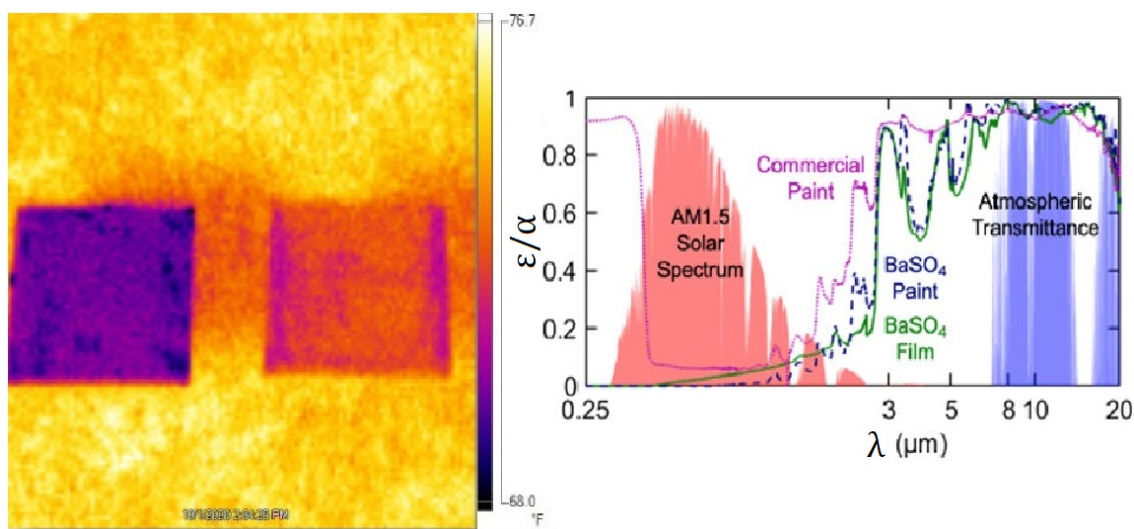 76.7
68.0
°F
ε/α
1
0.8
0.6
0.4
0.2
0
Commercial
Paint
AM1.5
Solar
Spectrum
Atmospheric
Transmittance
BaSO₄
Paint
BaSO₄
Film
0.25
3
5
8
10
20
λ (μm)